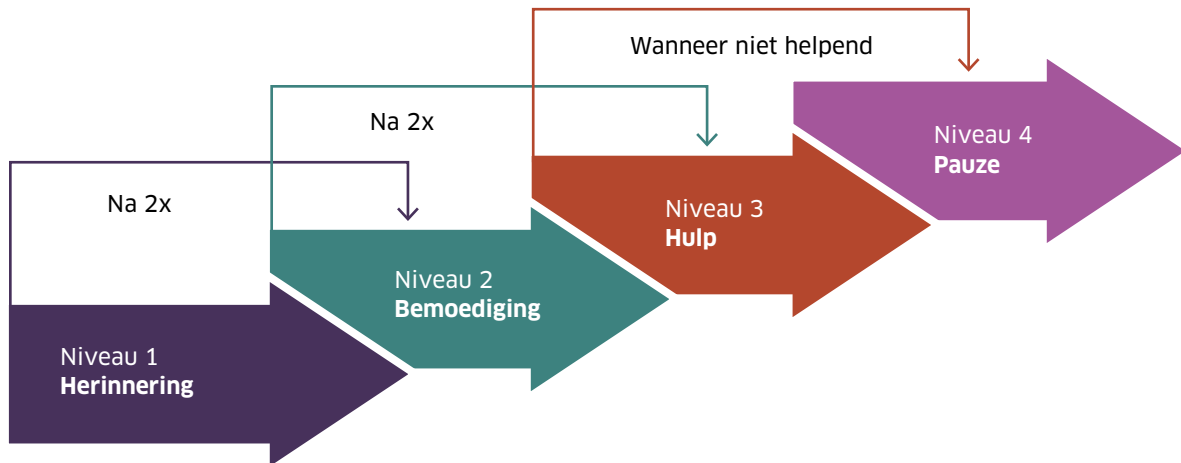 Niveau 1
Herinnering
Na 2x
Niveau 2
Bemoediging
Na 2x
Niveau 3
Hulp
Wanneer niet helpend
Niveau 4
Pauze